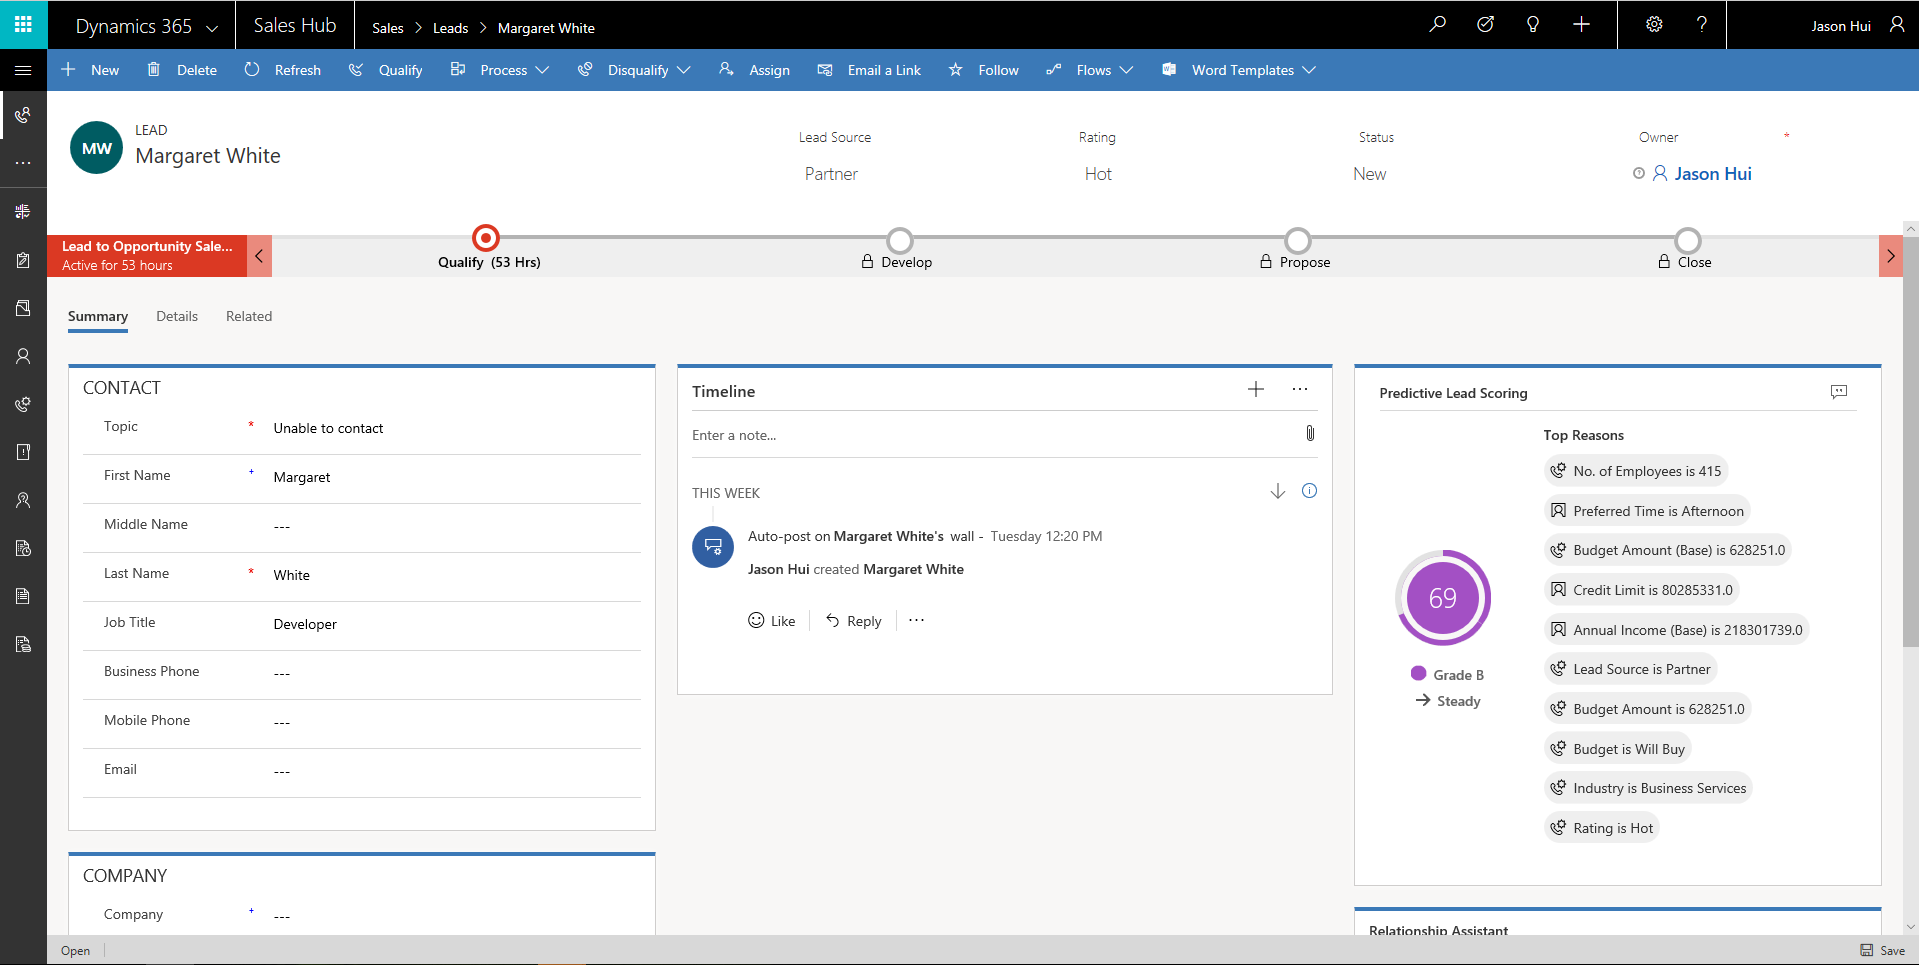 Dynamics 365
Sales Hub
Sales > Leads > Margaret White
Jason Hui
New
Delete
Refresh
Qualify
Process
Disqualify
Assign
Email a Link
Follow
Flows
Word Templates
MW
LEAD
Margaret White
Lead Source
Partner
Rating
Hot
Status
New
Owner *
Jason Hui
Lead to Opportunity Sale...
Active for 53 hours
Qualify (53 Hrs)
Develop
Propose
Close
Summary
Details
Related
CONTACT
Topic * Unable to contact
First Name + Margaret
Middle Name ---
Last Name * White
Job Title Developer
Business Phone ---
Mobile Phone ---
Email ---
COMPANY
Company + ---
Timeline
Enter a note...
THIS WEEK
Auto-post on Margaret White's wall - Tuesday 12:20 PM
Jason Hui created Margaret White
Like
Reply
Predictive Lead Scoring
69
Grade B
Steady
Top Reasons
No. of Employees is 415
Preferred Time is Afternoon
Budget Amount (Base) is 628251.0
Credit Limit is 80285331.0
Annual Income (Base) is 218301739.0
Lead Source is Partner
Budget Amount is 628251.0
Budget is Will Buy
Industry is Business Services
Rating is Hot
Relationship Assistant
Open
Save